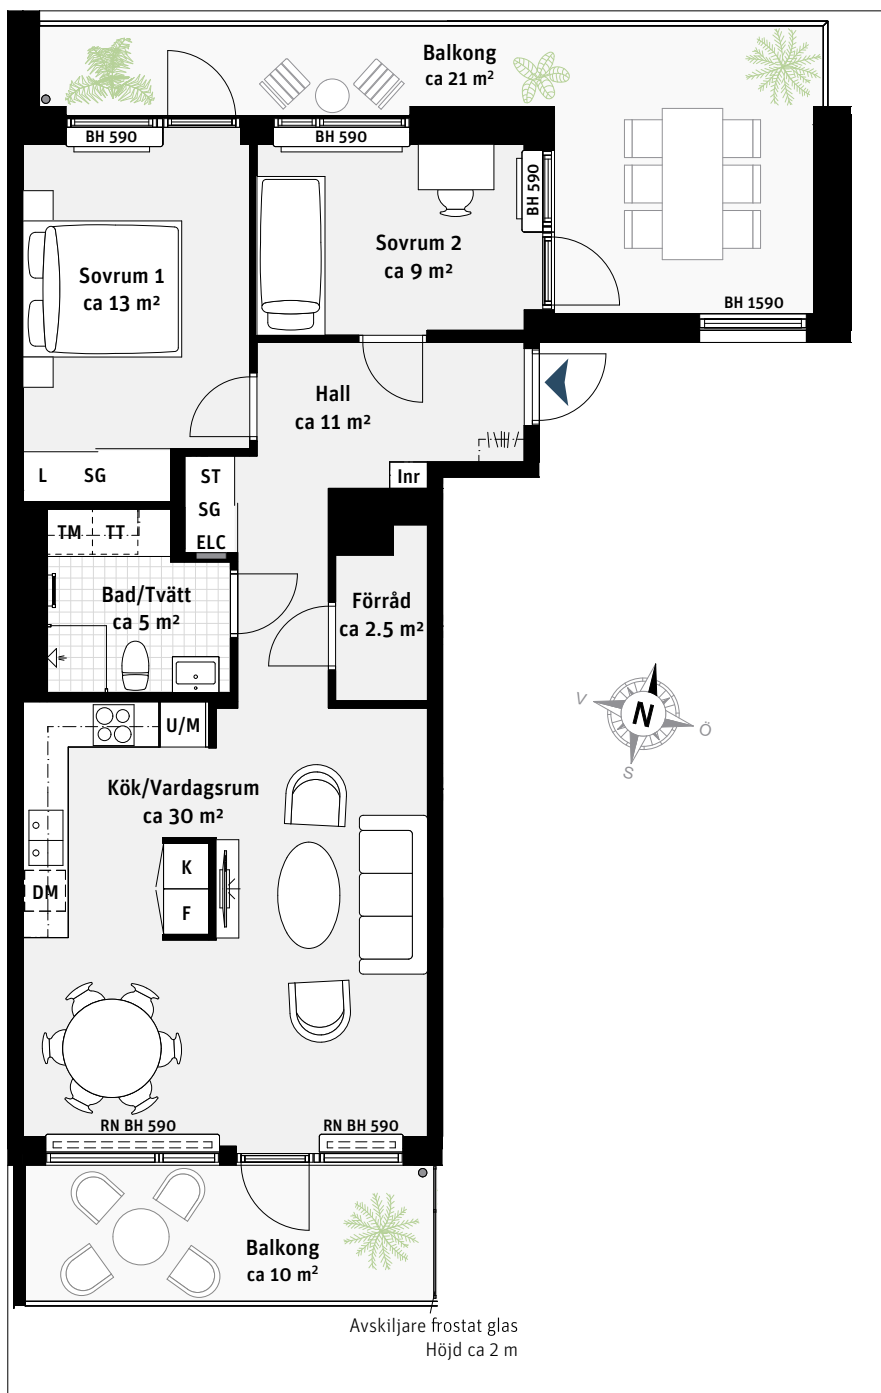 Balkong
ca 21 m²
BH 590
BH 590
BH 590
Sovrum 1
ca 13 m²
Sovrum 2
ca 9 m²
BH 1590
Hall
ca 11 m²
L SG
ST
SG
ELC
Inr
TM TT
Bad/Tvätt
ca 5 m²
Förråd
ca 2.5 m²
V
N
Ö
S
U/M
Kök/Vardagsrum
ca 30 m²
K
F
DM
RN BH 590
RN BH 590
Balkong
ca 10 m²
Avskiljare frostat glas
Höjd ca 2 m